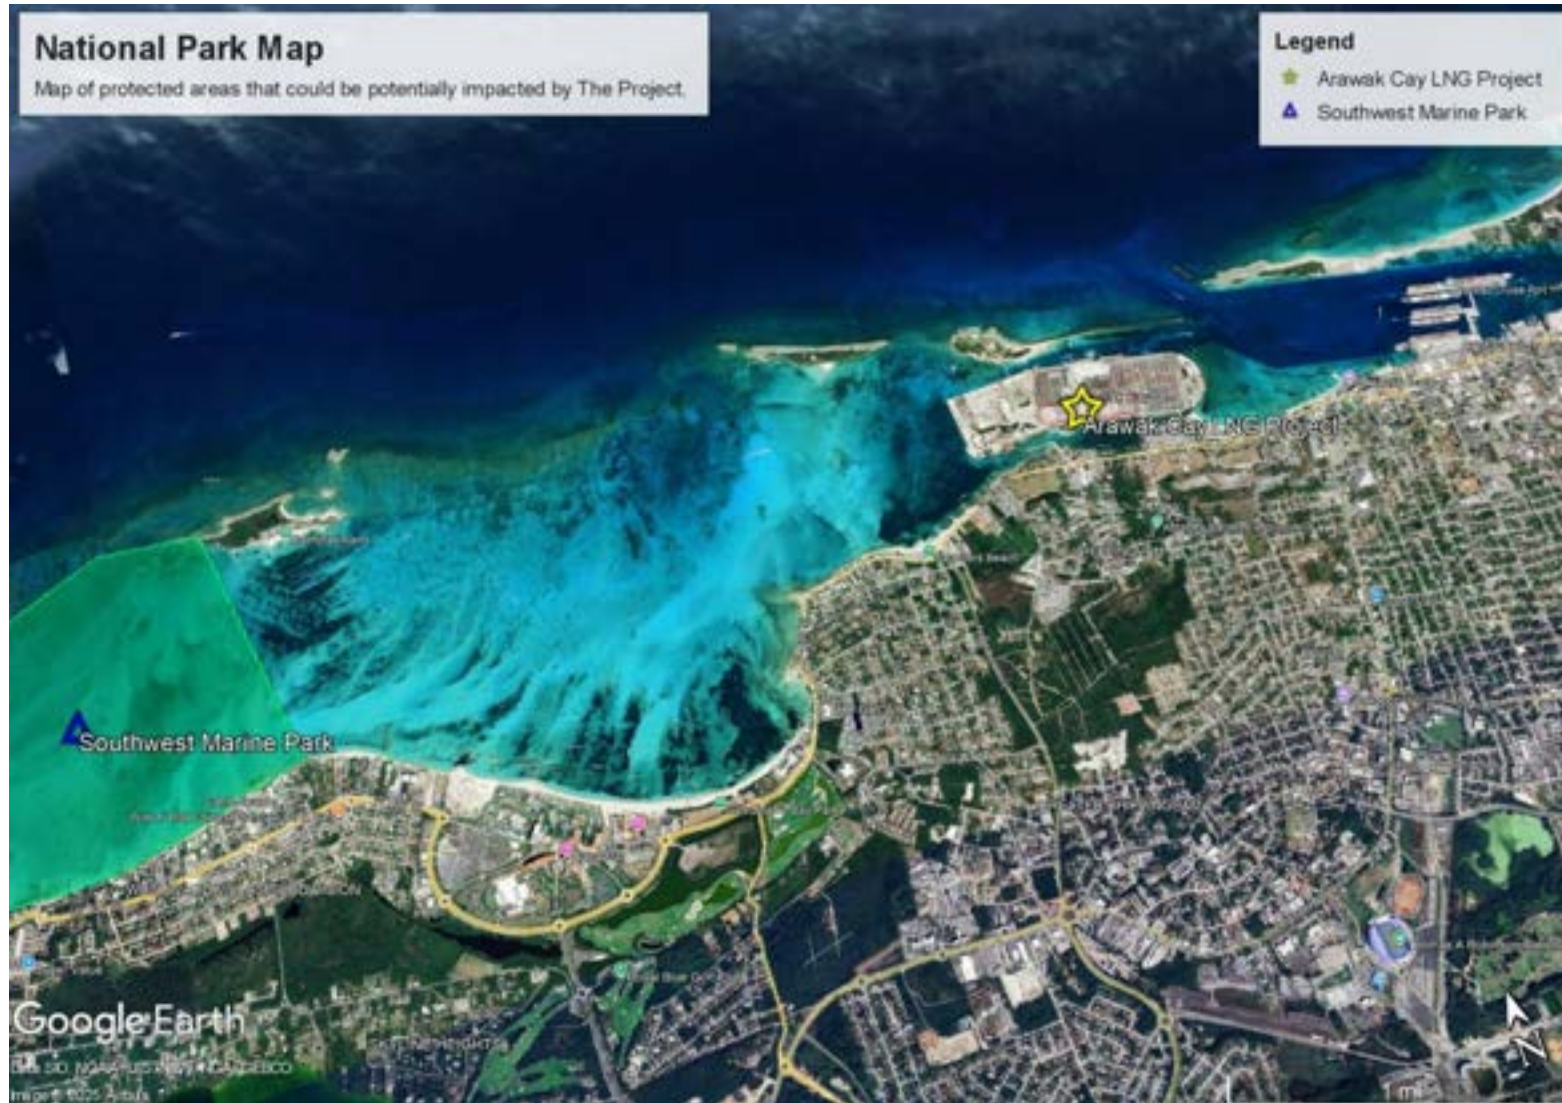 National Park Map
Map of protected areas that could be potentially impacted by The Project.
Legend
Arawak Cay LNG Project
Southwest Marine Park
Arawak Cay LNG Project
Southwest Marine Park
Google Earth
N